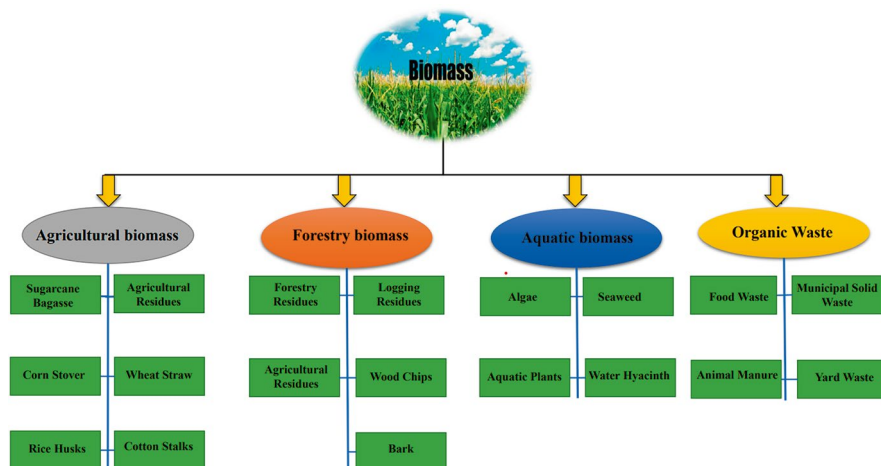 Biomass
Agricultural biomass
Forestry biomass
Aquatic biomass
Organic Waste
Sugarcane
Bagasse
Agricultural
Residues
Forestry
Residues
Logging
Residues
Algae
Seaweed
Food Waste
Municipal Solid
Waste
Corn Stover
Wheat Straw
Agricultural
Residues
Wood Chips
Aquatic Plants
Water Hyacinth
Animal Manure
Yard Waste
Rice Husks
Cotton Stalks
Bark